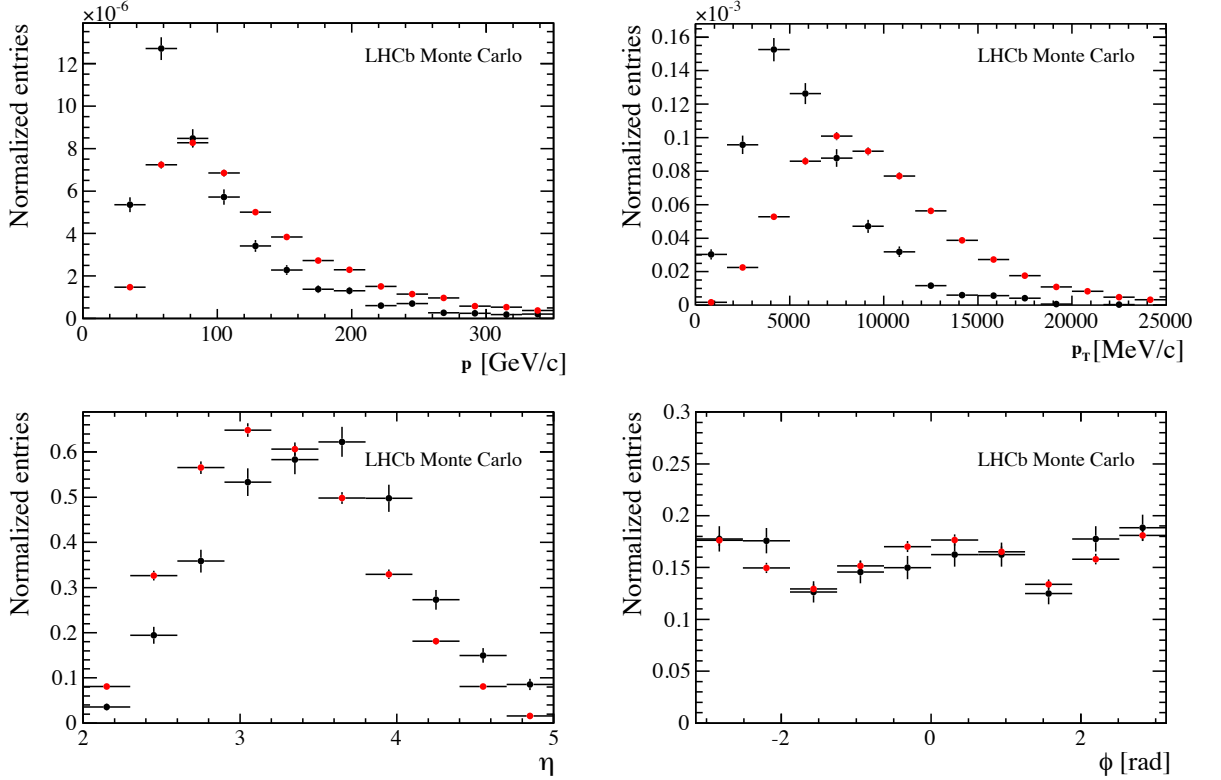 ×10⁻⁶
Normalized entries
LHCb Monte Carlo
12
10
8
6
4
2
0
0 100 200 300
p [GeV/c]
×10⁻³
Normalized entries
LHCb Monte Carlo
0.16
0.14
0.12
0.1
0.08
0.06
0.04
0.02
0
0 5000 10000 15000 20000 25000
p_T [MeV/c]
Normalized entries
LHCb Monte Carlo
0.6
0.5
0.4
0.3
0.2
0.1
0
2 3 4 5
η
Normalized entries
LHCb Monte Carlo
0.3
0.25
0.2
0.15
0.1
0.05
0
-2 0 2
ϕ [rad]